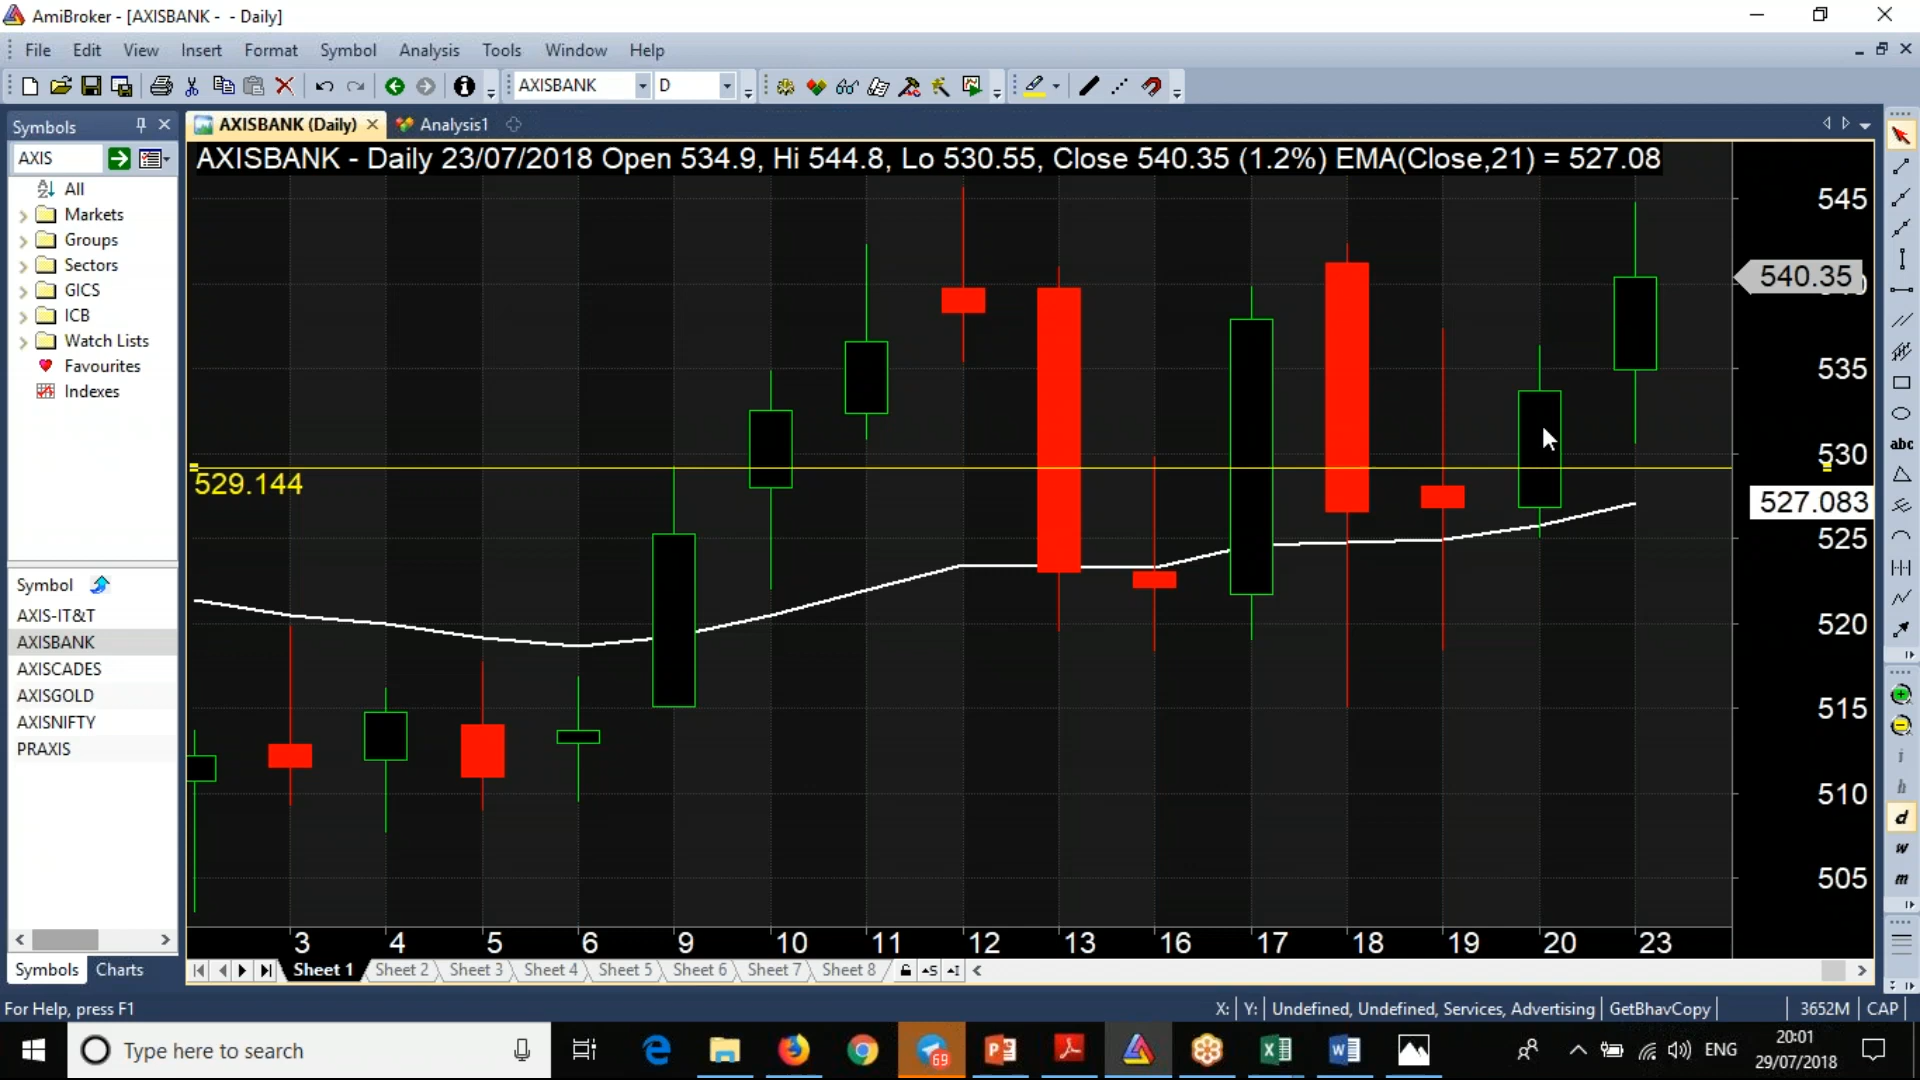 AmiBroker - [AXISBANK - - Daily]
File Edit View Insert Format Symbol Analysis Tools Window Help
AXISBANK D
Symbols
AXISBANK (Daily) Analysis1
AXIS
AXISBANK - Daily 23/07/2018 Open 534.9, Hi 544.8, Lo 530.55, Close 540.35 (1.2%) EMA(Close,21) = 527.08
All
Markets
Groups
Sectors
GICS
ICB
Watch Lists
Favourites
Indexes
Symbol
AXIS-IT&T
AXISBANK
AXISCADES
AXISGOLD
AXISNIFTY
PRAXIS
Symbols Charts
529.144
545
540.35
535
530
527.083
525
520
515
510
505
abc
i
h
d
w
m
3 4 5 6 9 10 11 12 13 16 17 18 19 20 23
Sheet 1 Sheet 2 Sheet 3 Sheet 4 Sheet 5 Sheet 6 Sheet 7 Sheet 8
For Help, press F1
X: Y: Undefined, Undefined, Services, Advertising GetBhavCopy 3652M CAP
Type here to search
69
ENG
20:01
29/07/2018